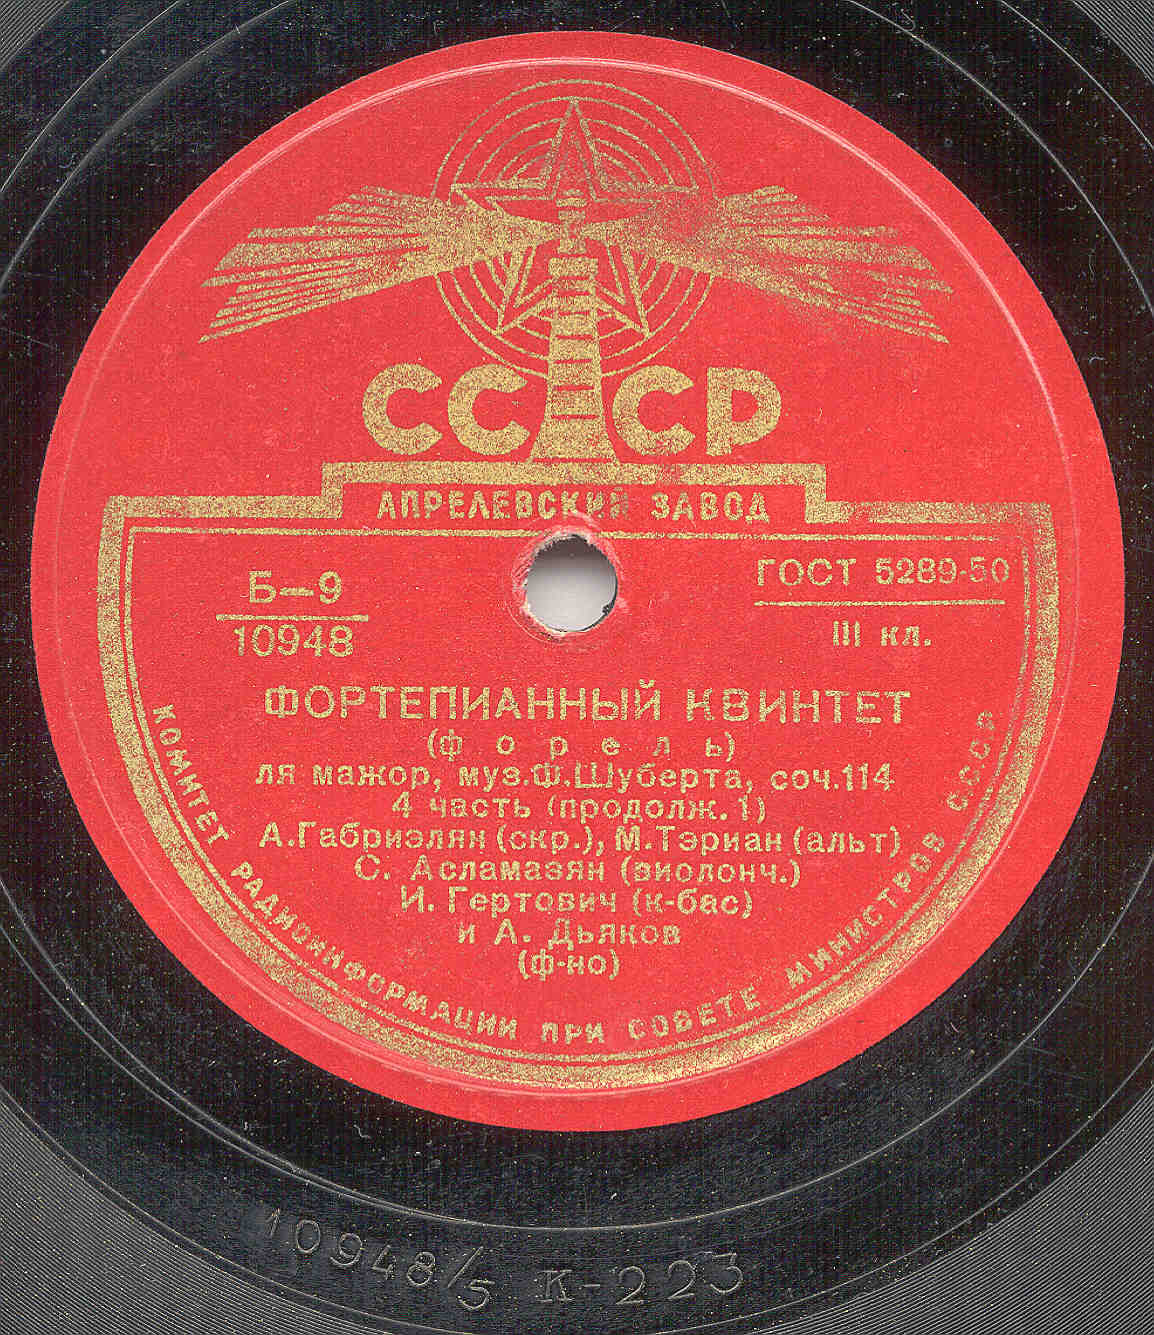 СССР
АПРЕЛЕВСКИЙ ЗАВОД
Б—9
10948
ГОСТ 5289-50
III кл.
ФОРТЕПИАННЫЙ КВИНТЕТ
(форель)
ля мажор, муз.Ф.Шуберта, соч.114
4 часть (продолж.1)
А.Габриэлян (скр.), М.Тэриан (альт)
С. Асламазян (виолонч.)
И. Гертович (к-бас)
и А. Дьяков
(ф-но)
КОМИТЕТ РАДИОИНФОРМАЦИИ ПРИ СОВЕТЕ МИНИСТРОВ СССР
10948/5 К-223